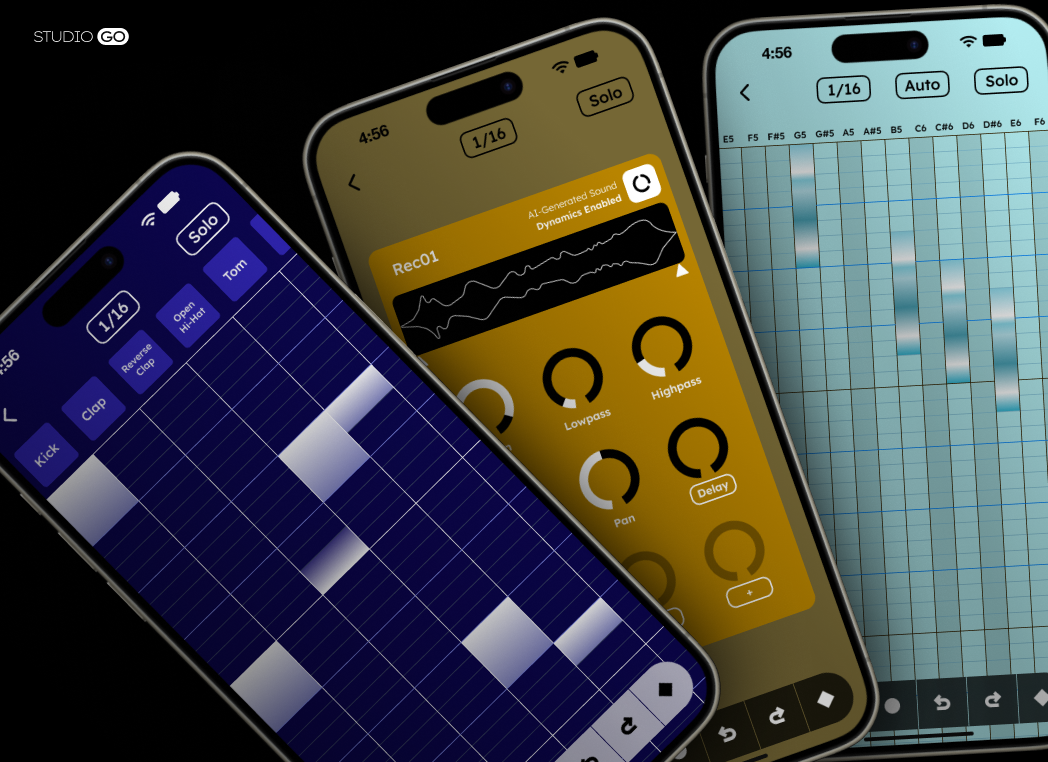 STUDIO GO
4:56
Solo
1/16
Tom
Open
Hi-Hat
Reverse
Clap
Clap
Kick
4:56
1/16
Solo
AI-Generated Sound
Dynamics Enabled
Rec01
Lowpass
Highpass
Pan
Delay
+
4:56
1/16
Auto
Solo
E5 F5 F#5 G5 G#5 A5 A#5 B5 C6 C#6 D6 D#6 E6 F6